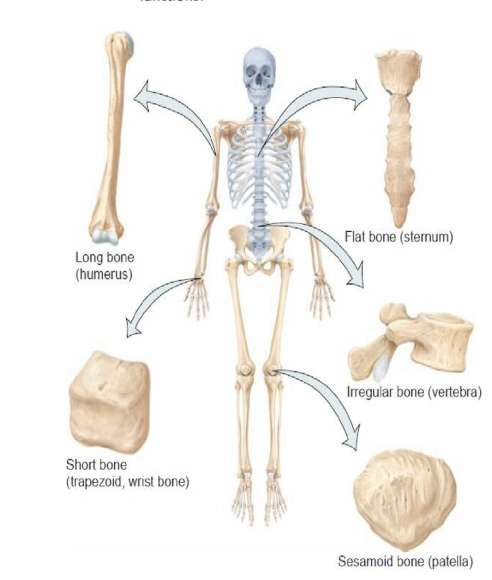 Flat bone (sternum)
Long bone
(humerus)
Irregular bone (vertebra)
Short bone
(trapezoid, wrist bone)
Sesamoid bone (patella)